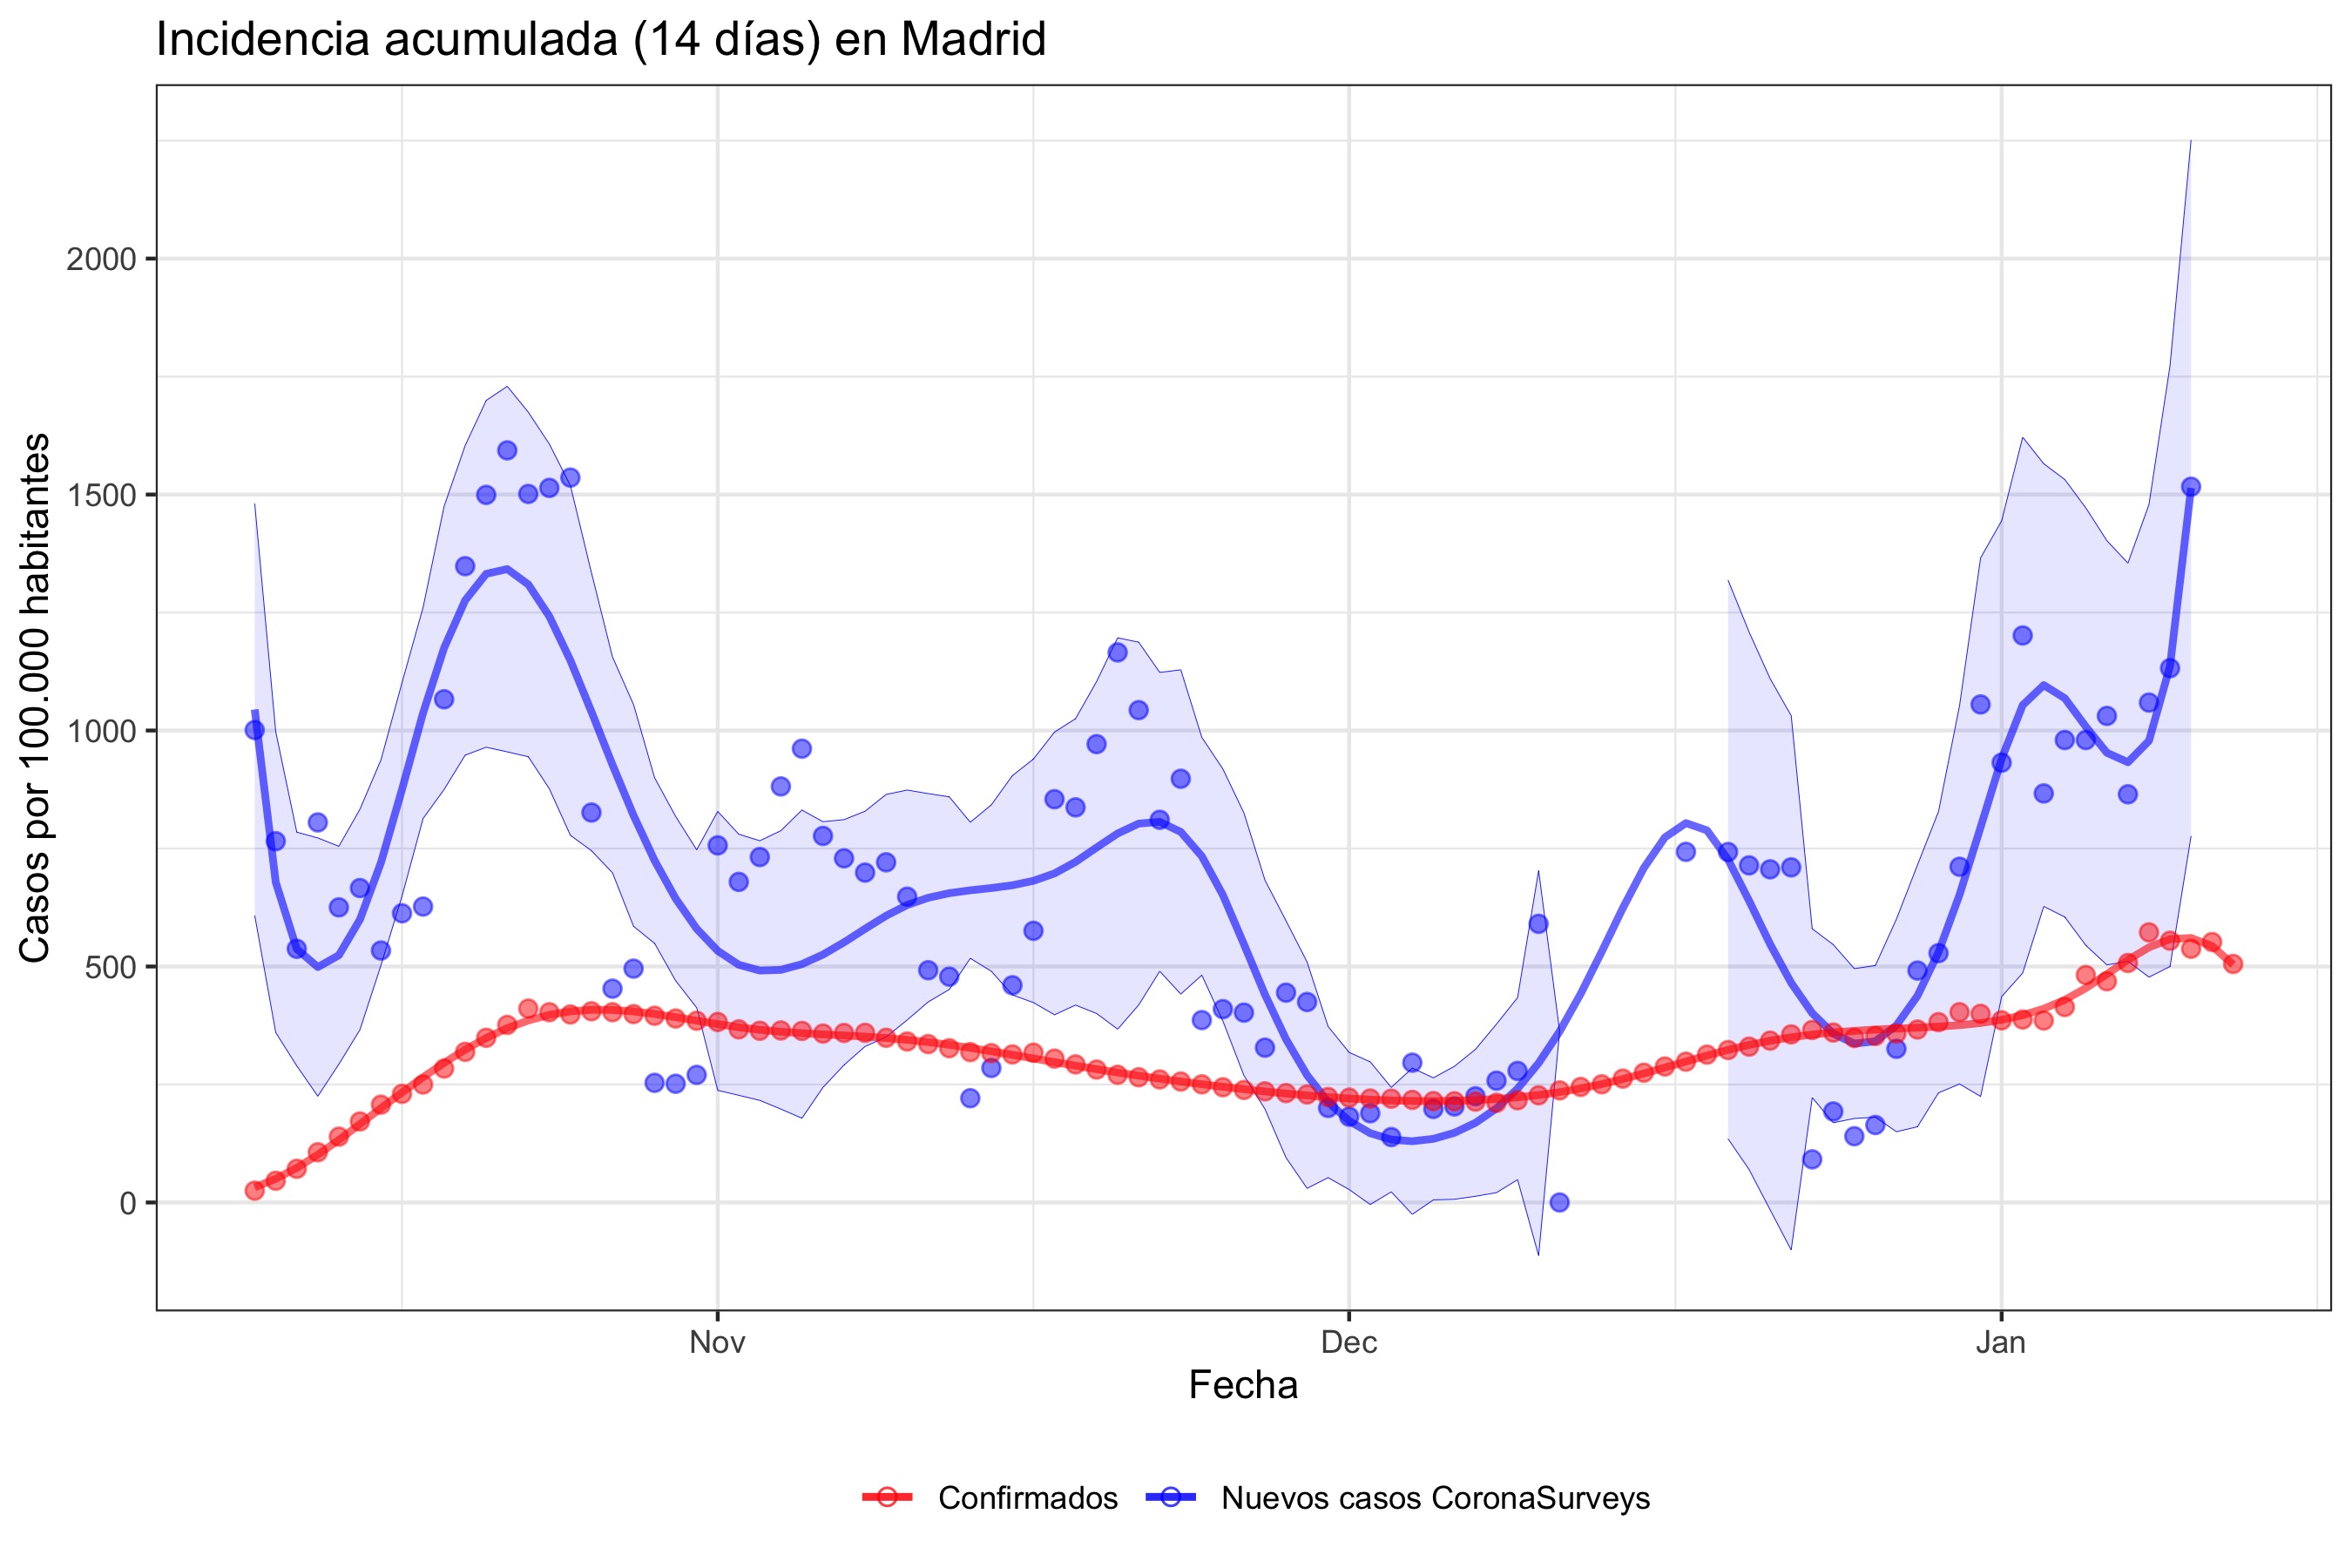 Incidencia acumulada (14 días) en Madrid
Casos por 100.000 habitantes
2000
1500
1000
500
0
Nov Dec Jan
Fecha
Confirmados Nuevos casos CoronaSurveys